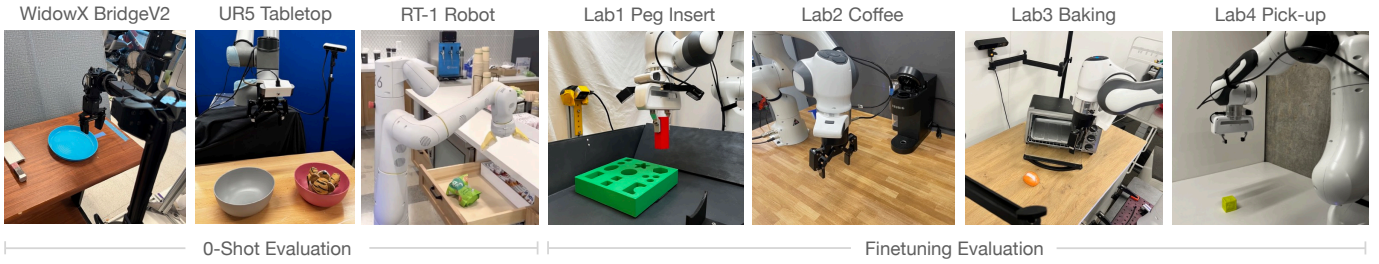 WidowX BridgeV2
UR5 Tabletop
RT-1 Robot
Lab1 Peg Insert
Lab2 Coffee
Lab3 Baking
Lab4 Pick-up
6
0-Shot Evaluation
Finetuning Evaluation